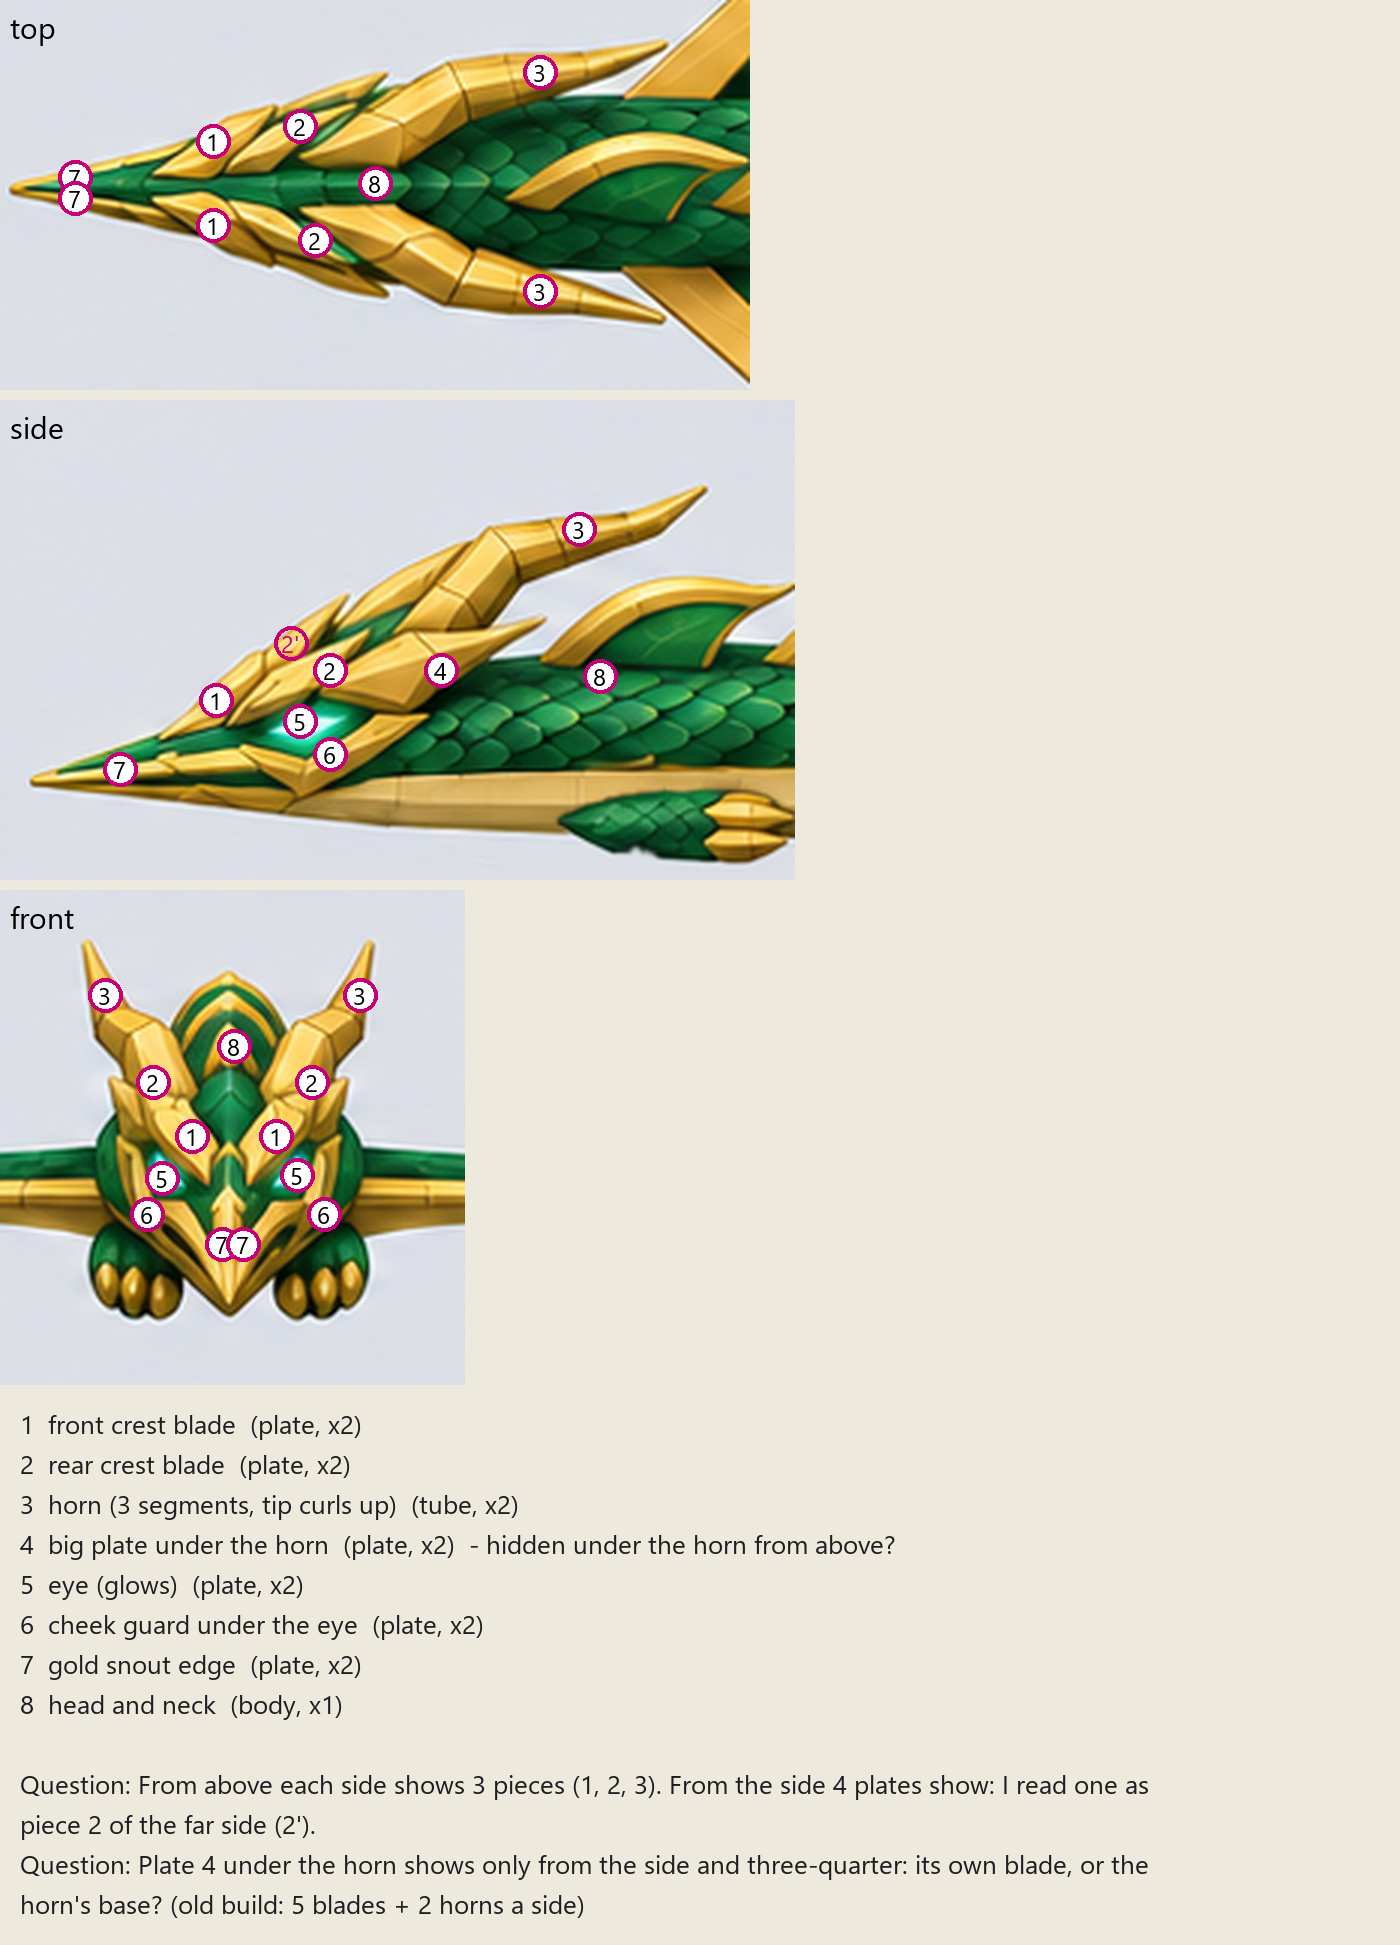 top
3
2
1
7
8
7
1
2
3
side
3
2'
2
4
8
1
5
6
7
front
3
3
8
2
2
1
1
5
5
6
6
7
7
1 front crest blade (plate, x2)
2 rear crest blade (plate, x2)
3 horn (3 segments, tip curls up) (tube, x2)
4 big plate under the horn (plate, x2) - hidden under the horn from above?
5 eye (glows) (plate, x2)
6 cheek guard under the eye (plate, x2)
7 gold snout edge (plate, x2)
8 head and neck (body, x1)
Question: From above each side shows 3 pieces (1, 2, 3). From the side 4 plates show: I read one as
piece 2 of the far side (2').
Question: Plate 4 under the horn shows only from the side and three-quarter: its own blade, or the
horn's base? (old build: 5 blades + 2 horns a side)